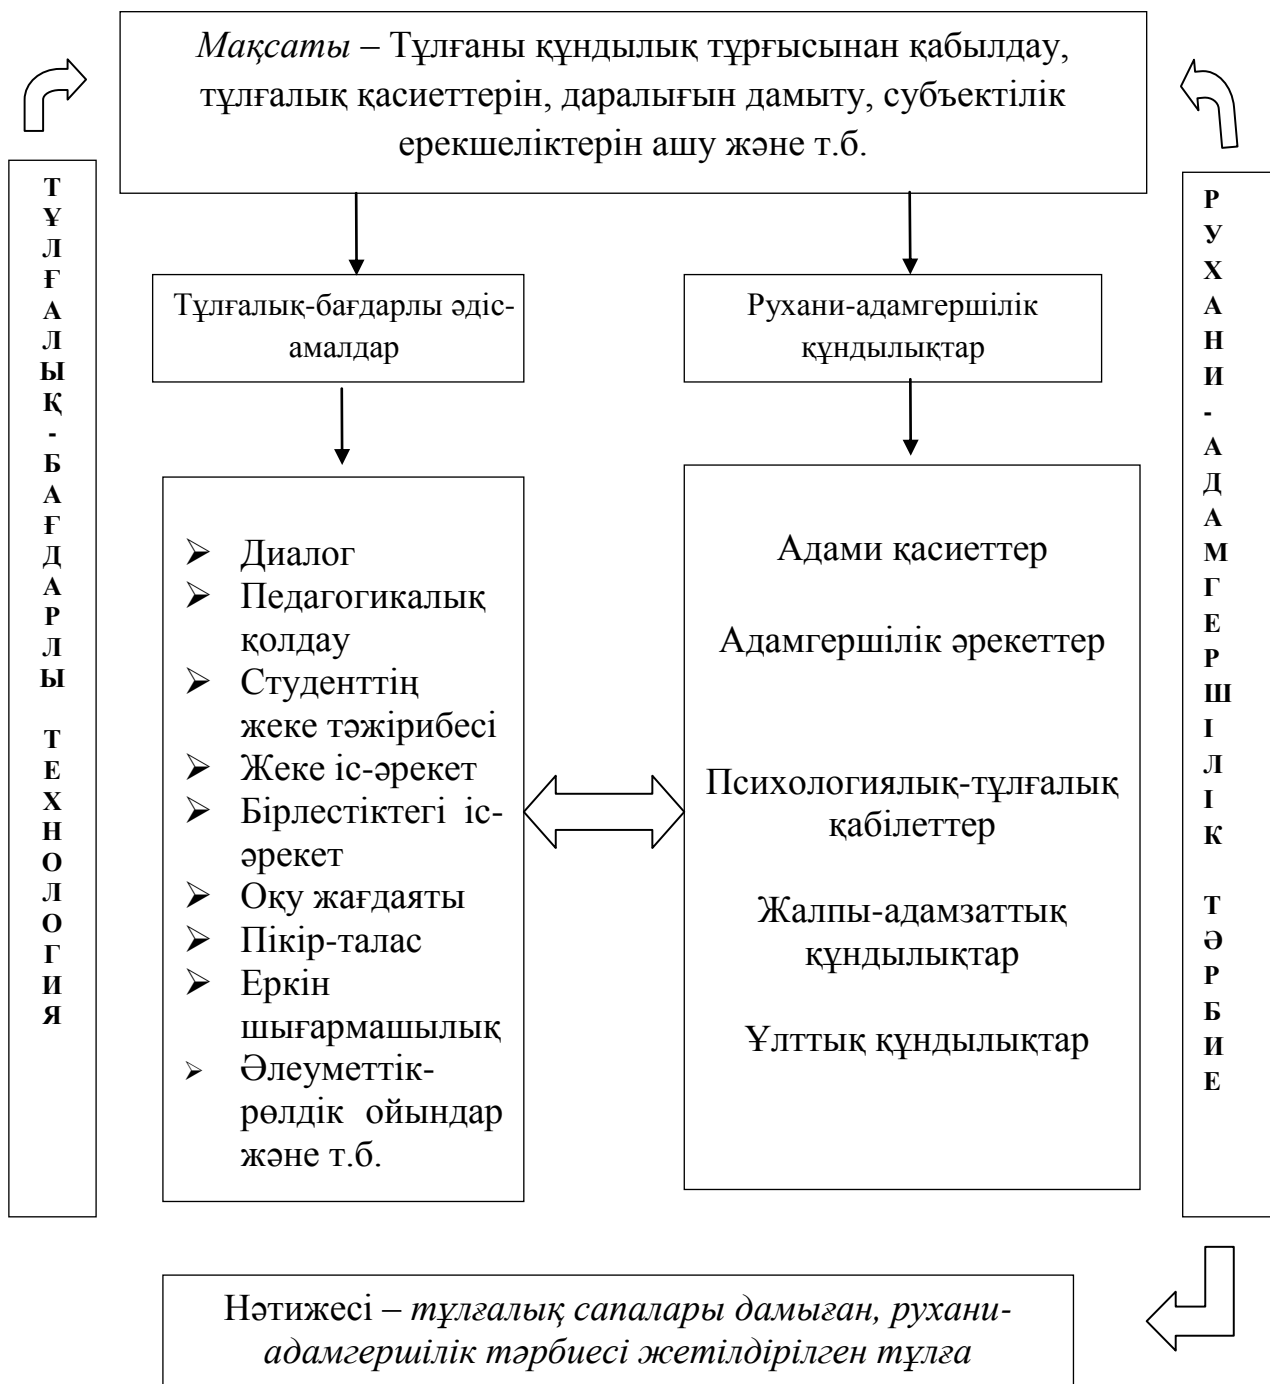 Мақсаты – Тұлғаны құндылық тұрғысынан қабылдау,
тұлғалық қасиеттерін, даралығын дамыту, субъектілік
ерекшеліктерін ашу және т.б.
ТҰЛҒАЛЫҚ-БАҒДАРЛЫ ТЕХНОЛОГИЯ
Тұлғалық-бағдарлы әдіс-
амалдар
Рухани-адамгершілік
құндылықтар
➢ Диалог
➢ Педагогикалық
қолдау
➢ Студенттің
жеке тәжірибесі
➢ Жеке іс-әрекет
➢ Бірлестіктегі іс-
әрекет
➢ Оқу жағдаяты
➢ Пікір-талас
➢ Еркін
шығармашылық
➢ Әлеуметтік-
рөлдік ойындар
және т.б.
Адами қасиеттер
Адамгершілік әрекеттер
Психологиялық-тұлғалық
қабілеттер
Жалпы-адамзаттық
құндылықтар
Ұлттық құндылықтар
РУХАНИ-АДАМГЕРШІЛІК ТӘРБИЕ
Нәтижесі – тұлғалық сапалары дамыған, рухани-
адамгершілік тәрбиесі жетілдірілген тұлға